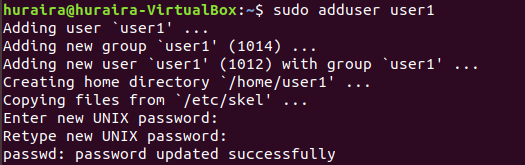 huraira@huraira-VirtualBox:~$ sudo adduser user1
Adding user `user1' ...
Adding new group `user1' (1014) ...
Adding new user `user1' (1012) with group `user1' ...
Creating home directory `/home/user1' ...
Copying files from `/etc/skel' ...
Enter new UNIX password:
Retype new UNIX password:
passwd: password updated successfully